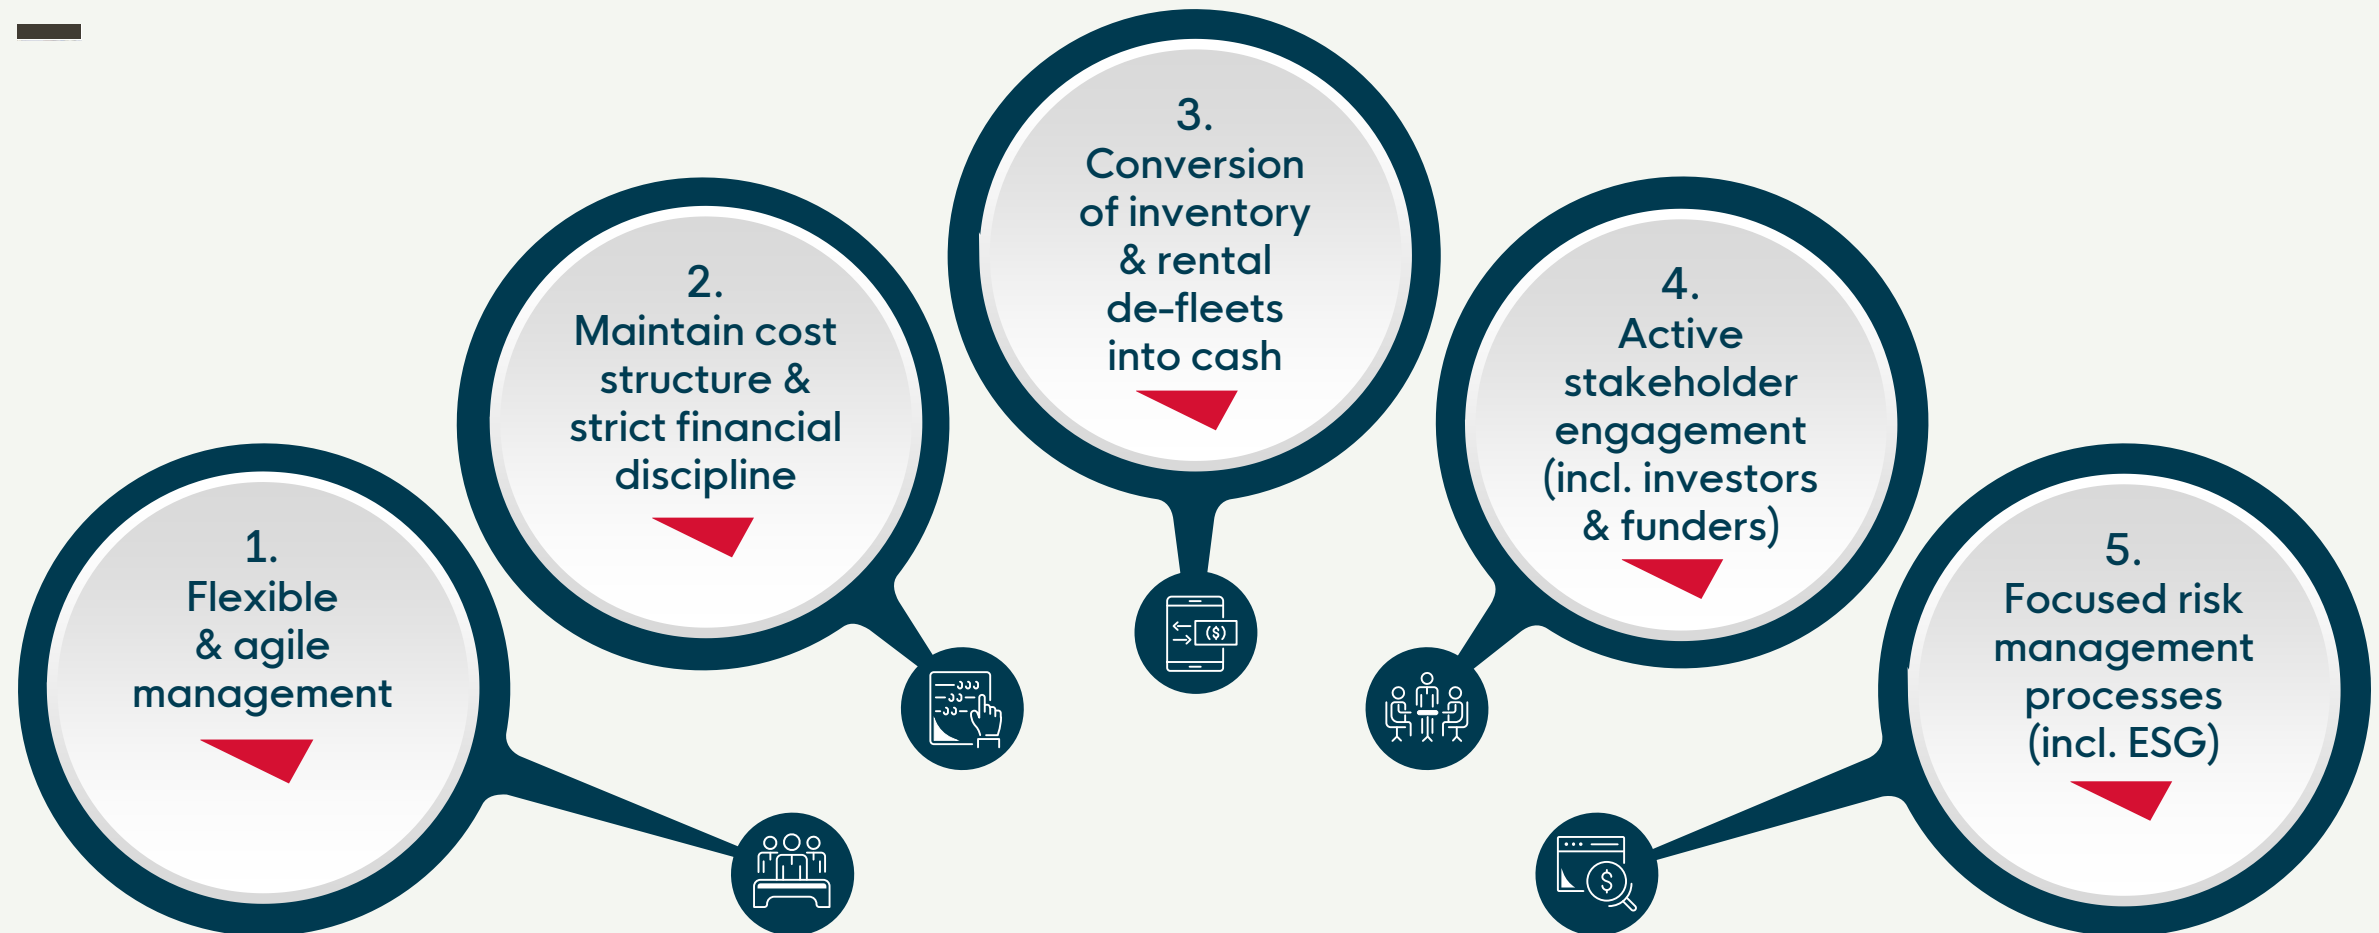 1.
Flexible
& agile
management
2.
Maintain cost
structure &
strict financial
discipline
3.
Conversion
of inventory
& rental
de-fleets
into cash
($)
4.
Active
stakeholder
engagement
(incl. investors
& funders)
5.
Focused risk
management
processes
(incl. ESG)
$